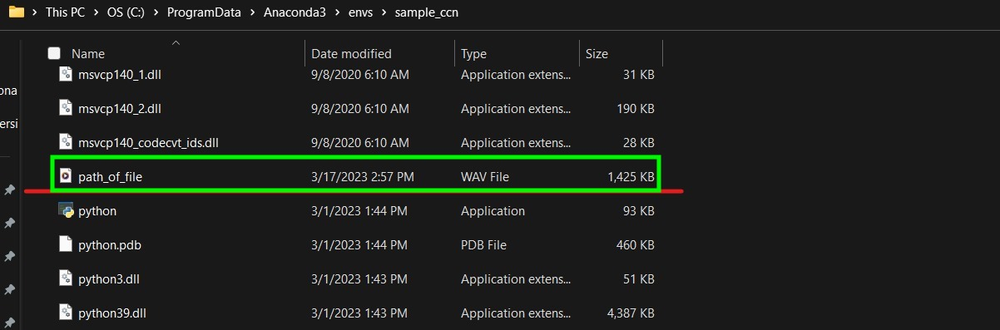 This PC > OS (C:) > ProgramData > Anaconda3 > envs > sample_ccn
Name Date modified Type Size
msvcp140_1.dll 9/8/2020 6:10 AM Application extens... 31 KB
ona
msvcp140_2.dll 9/8/2020 6:10 AM Application extens... 190 KB
ersi
msvcp140_codecvt_ids.dll 9/8/2020 6:10 AM Application extens... 28 KB
path_of_file 3/17/2023 2:57 PM WAV File 1,425 KB
python 3/1/2023 1:44 PM Application 93 KB
python.pdb 3/1/2023 1:44 PM PDB File 460 KB
python3.dll 3/1/2023 1:43 PM Application extens... 51 KB
python39.dll 3/1/2023 1:43 PM Application extens... 4,387 KB